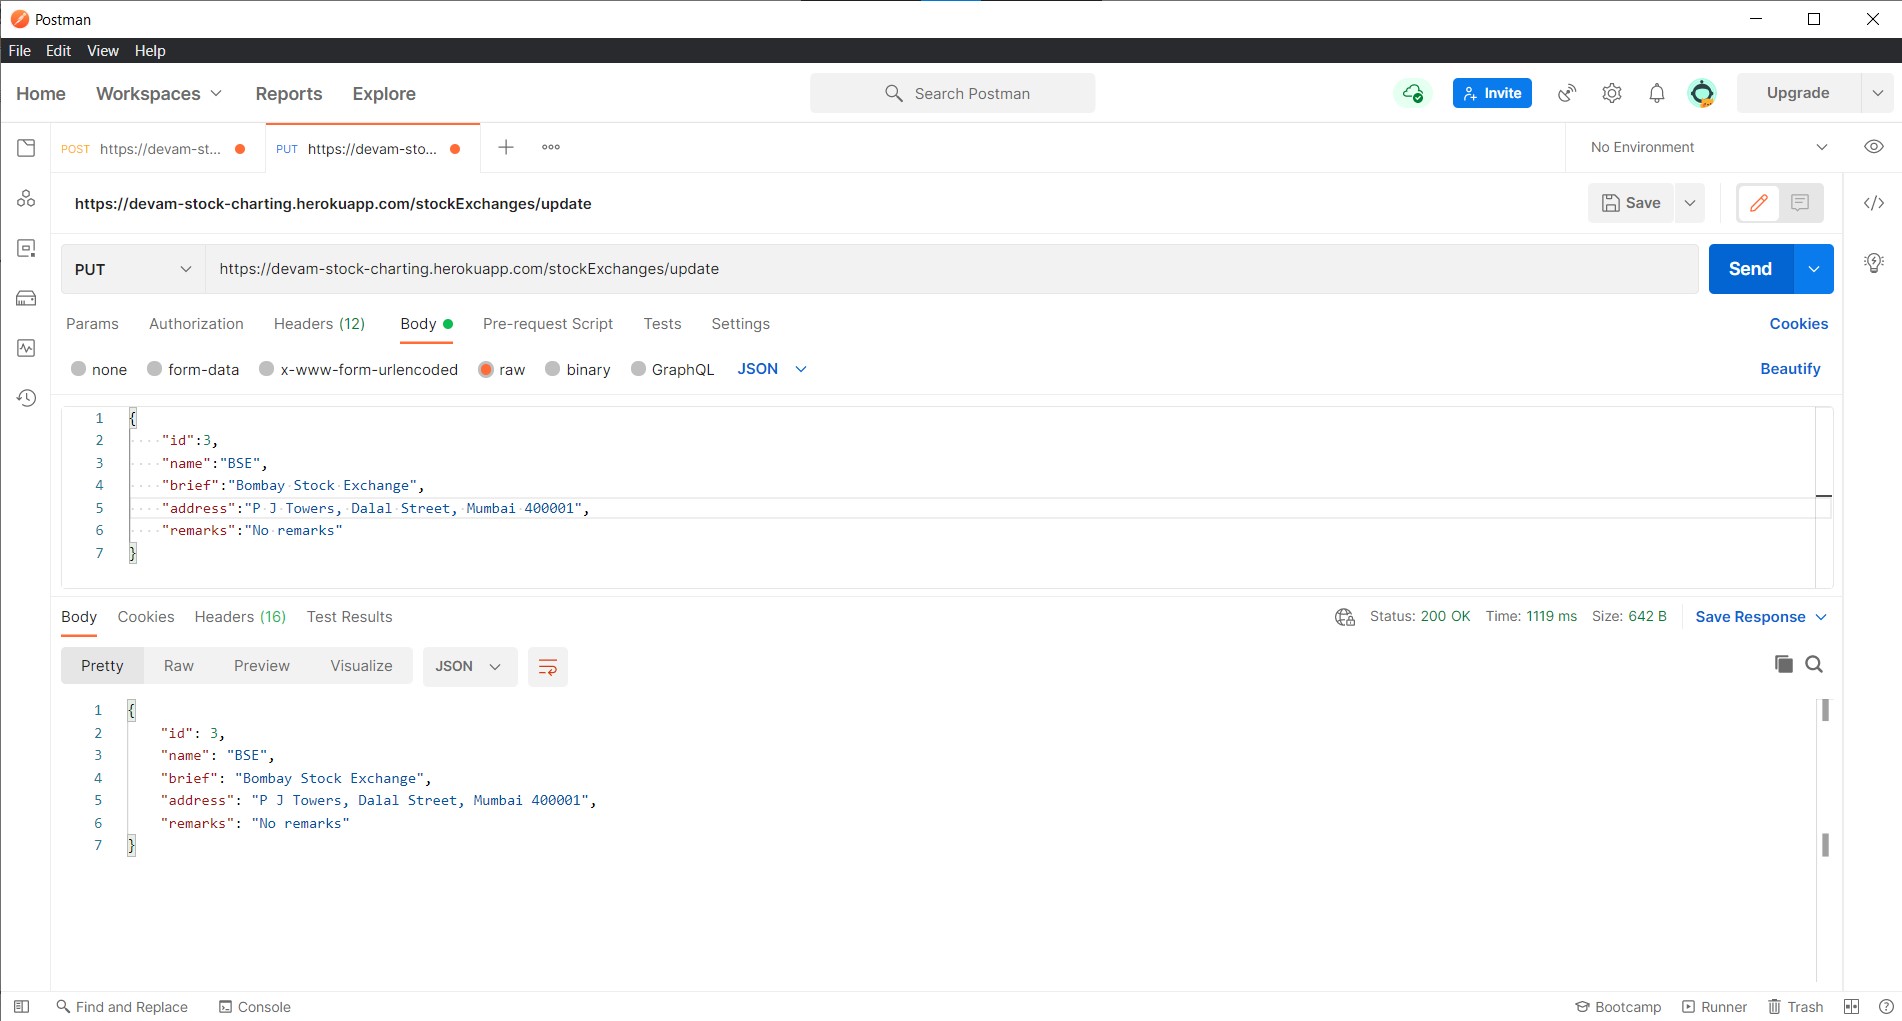 Postman
File Edit View Help
Home Workspaces Reports Explore Search Postman Invite Upgrade
POST https://devam-st... PUT https://devam-sto... No Environment
https://devam-stock-charting.herokuapp.com/stockExchanges/update Save
PUT https://devam-stock-charting.herokuapp.com/stockExchanges/update Send
Params Authorization Headers (12) Body Pre-request Script Tests Settings Cookies
none form-data x-www-form-urlencoded raw binary GraphQL JSON Beautify
1 {
2 "id":3,
3 "name":"BSE",
4 "brief":"Bombay Stock Exchange",
5 "address":"P J Towers, Dalal Street, Mumbai 400001",
6 "remarks":"No remarks"
7 }
Body Cookies Headers (16) Test Results Status: 200 OK Time: 1119 ms Size: 642 B Save Response
Pretty Raw Preview Visualize JSON
1 {
2 "id": 3,
3 "name": "BSE",
4 "brief": "Bombay Stock Exchange",
5 "address": "P J Towers, Dalal Street, Mumbai 400001",
6 "remarks": "No remarks"
7 }
Find and Replace Console Bootcamp Runner Trash